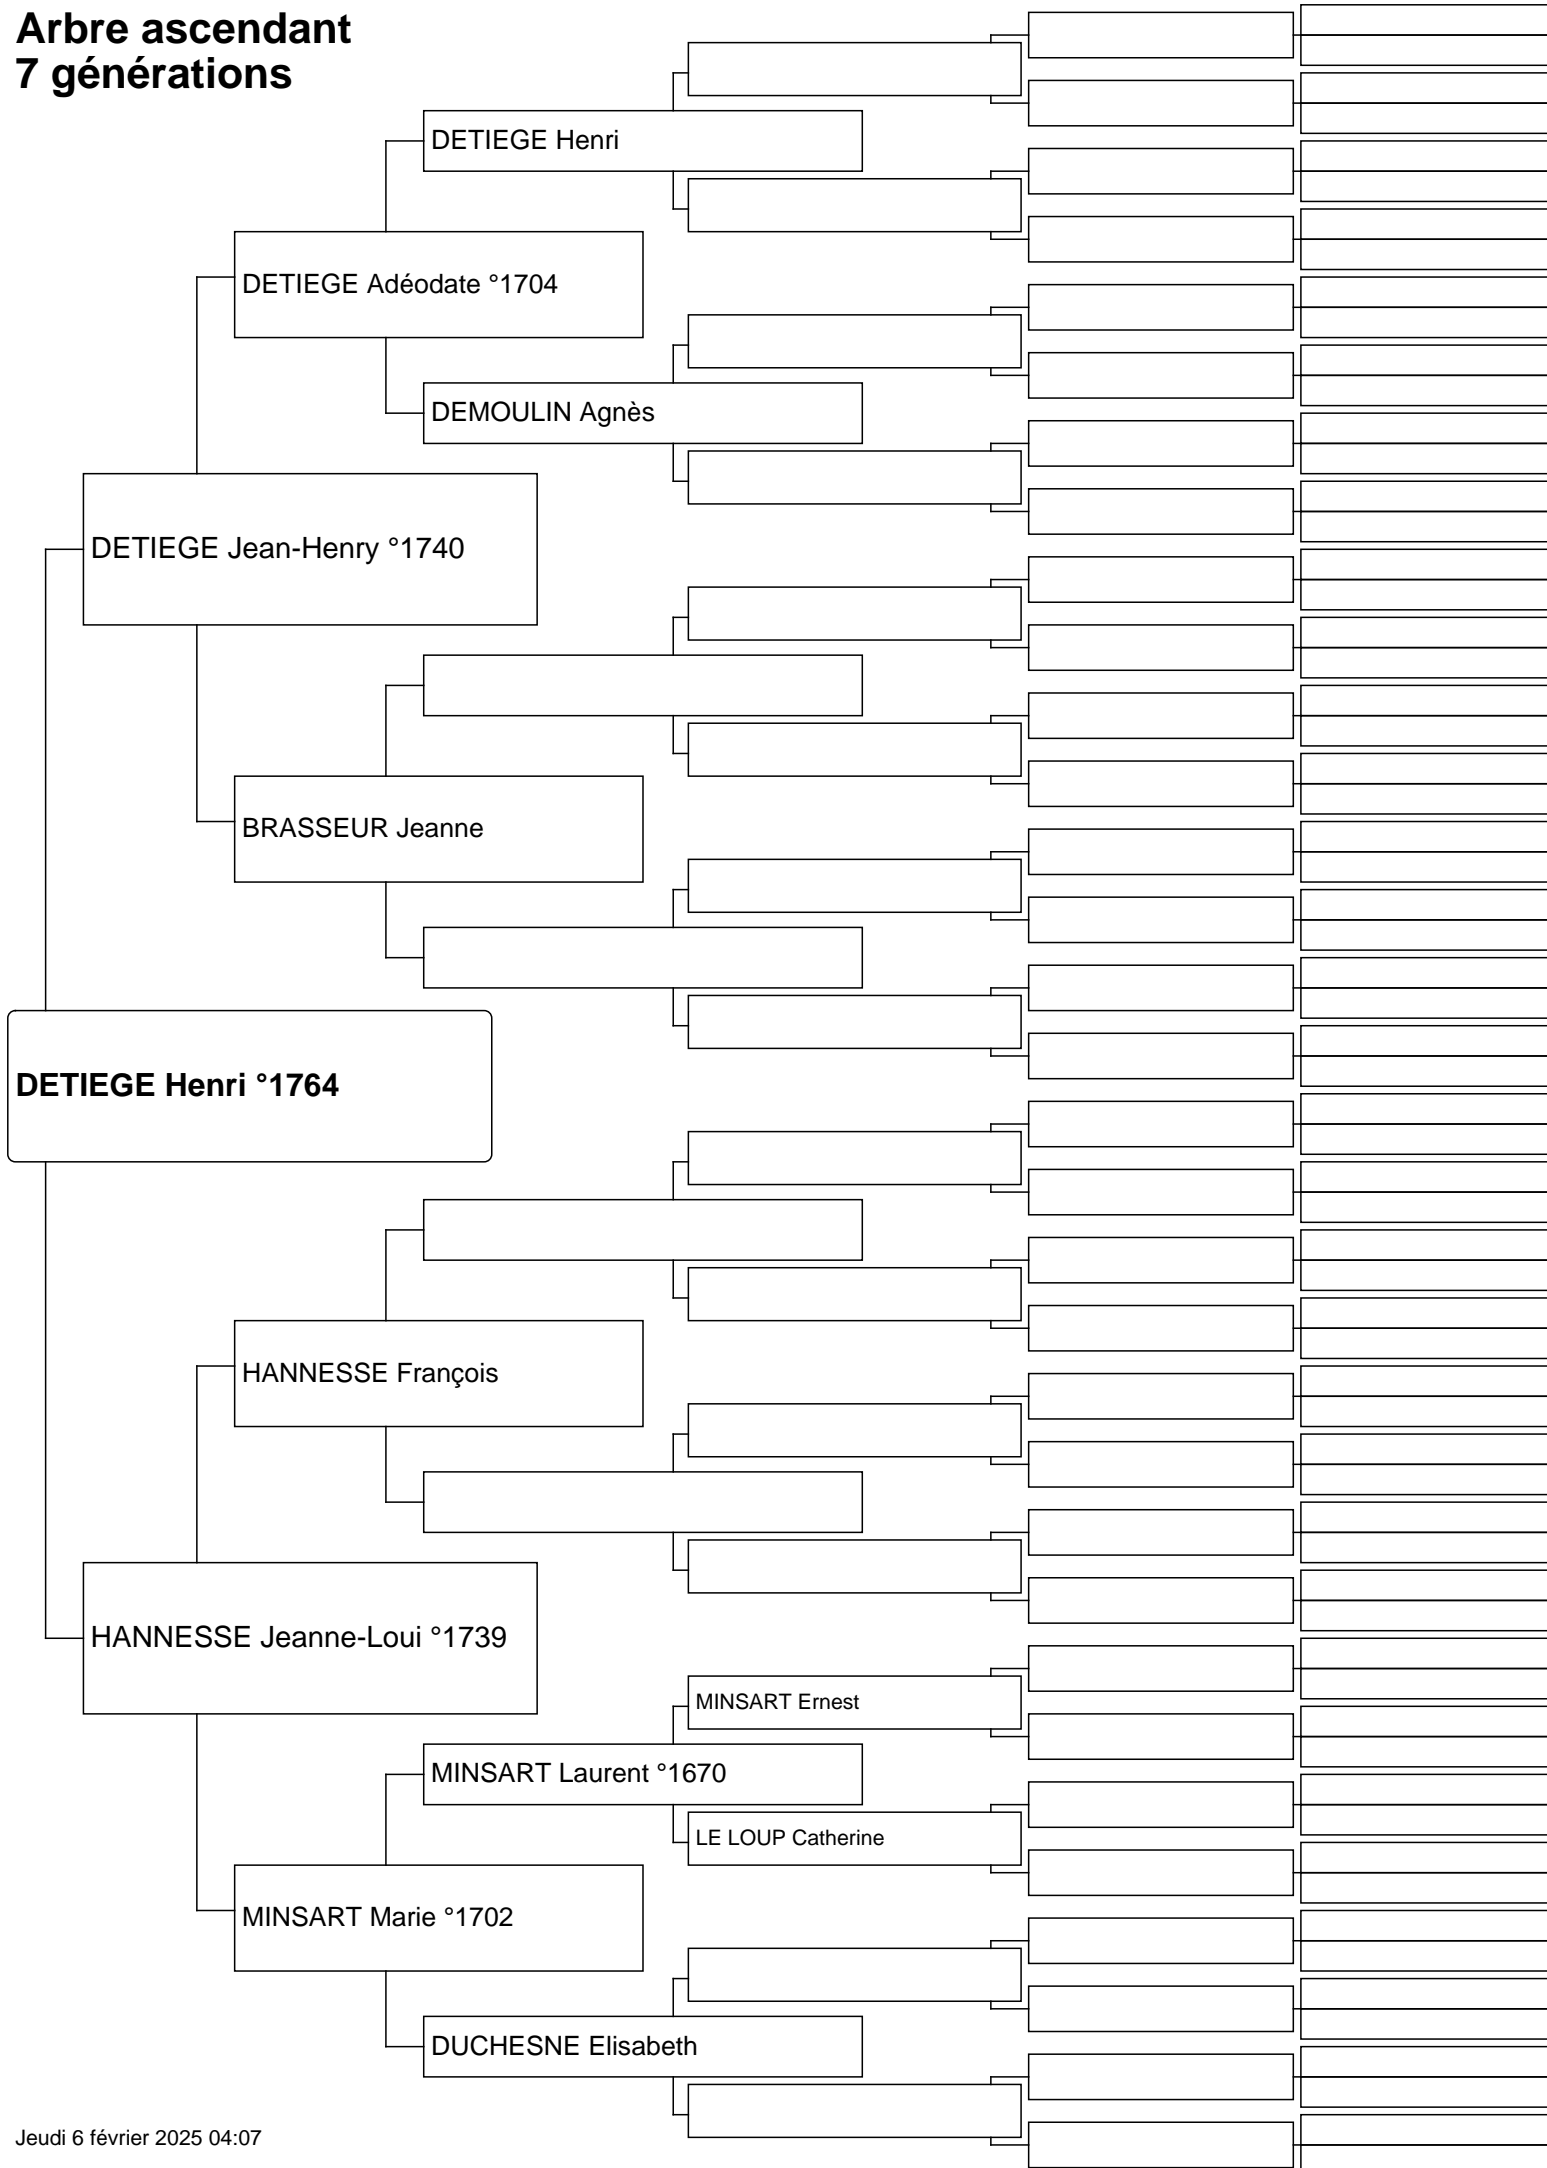 Arbre ascendant
7 générations
DETIEGE Henri
DETIEGE Adéodate °1704
DEMOULIN Agnès
DETIEGE Jean-Henry °1740
BRASSEUR Jeanne
DETIEGE Henri °1764
HANNESSE François
HANNESSE Jeanne-Loui °1739
MINSART Ernest
MINSART Laurent °1670
LE LOUP Catherine
MINSART Marie °1702
DUCHESNE Elisabeth
Jeudi 6 février 2025 04:07